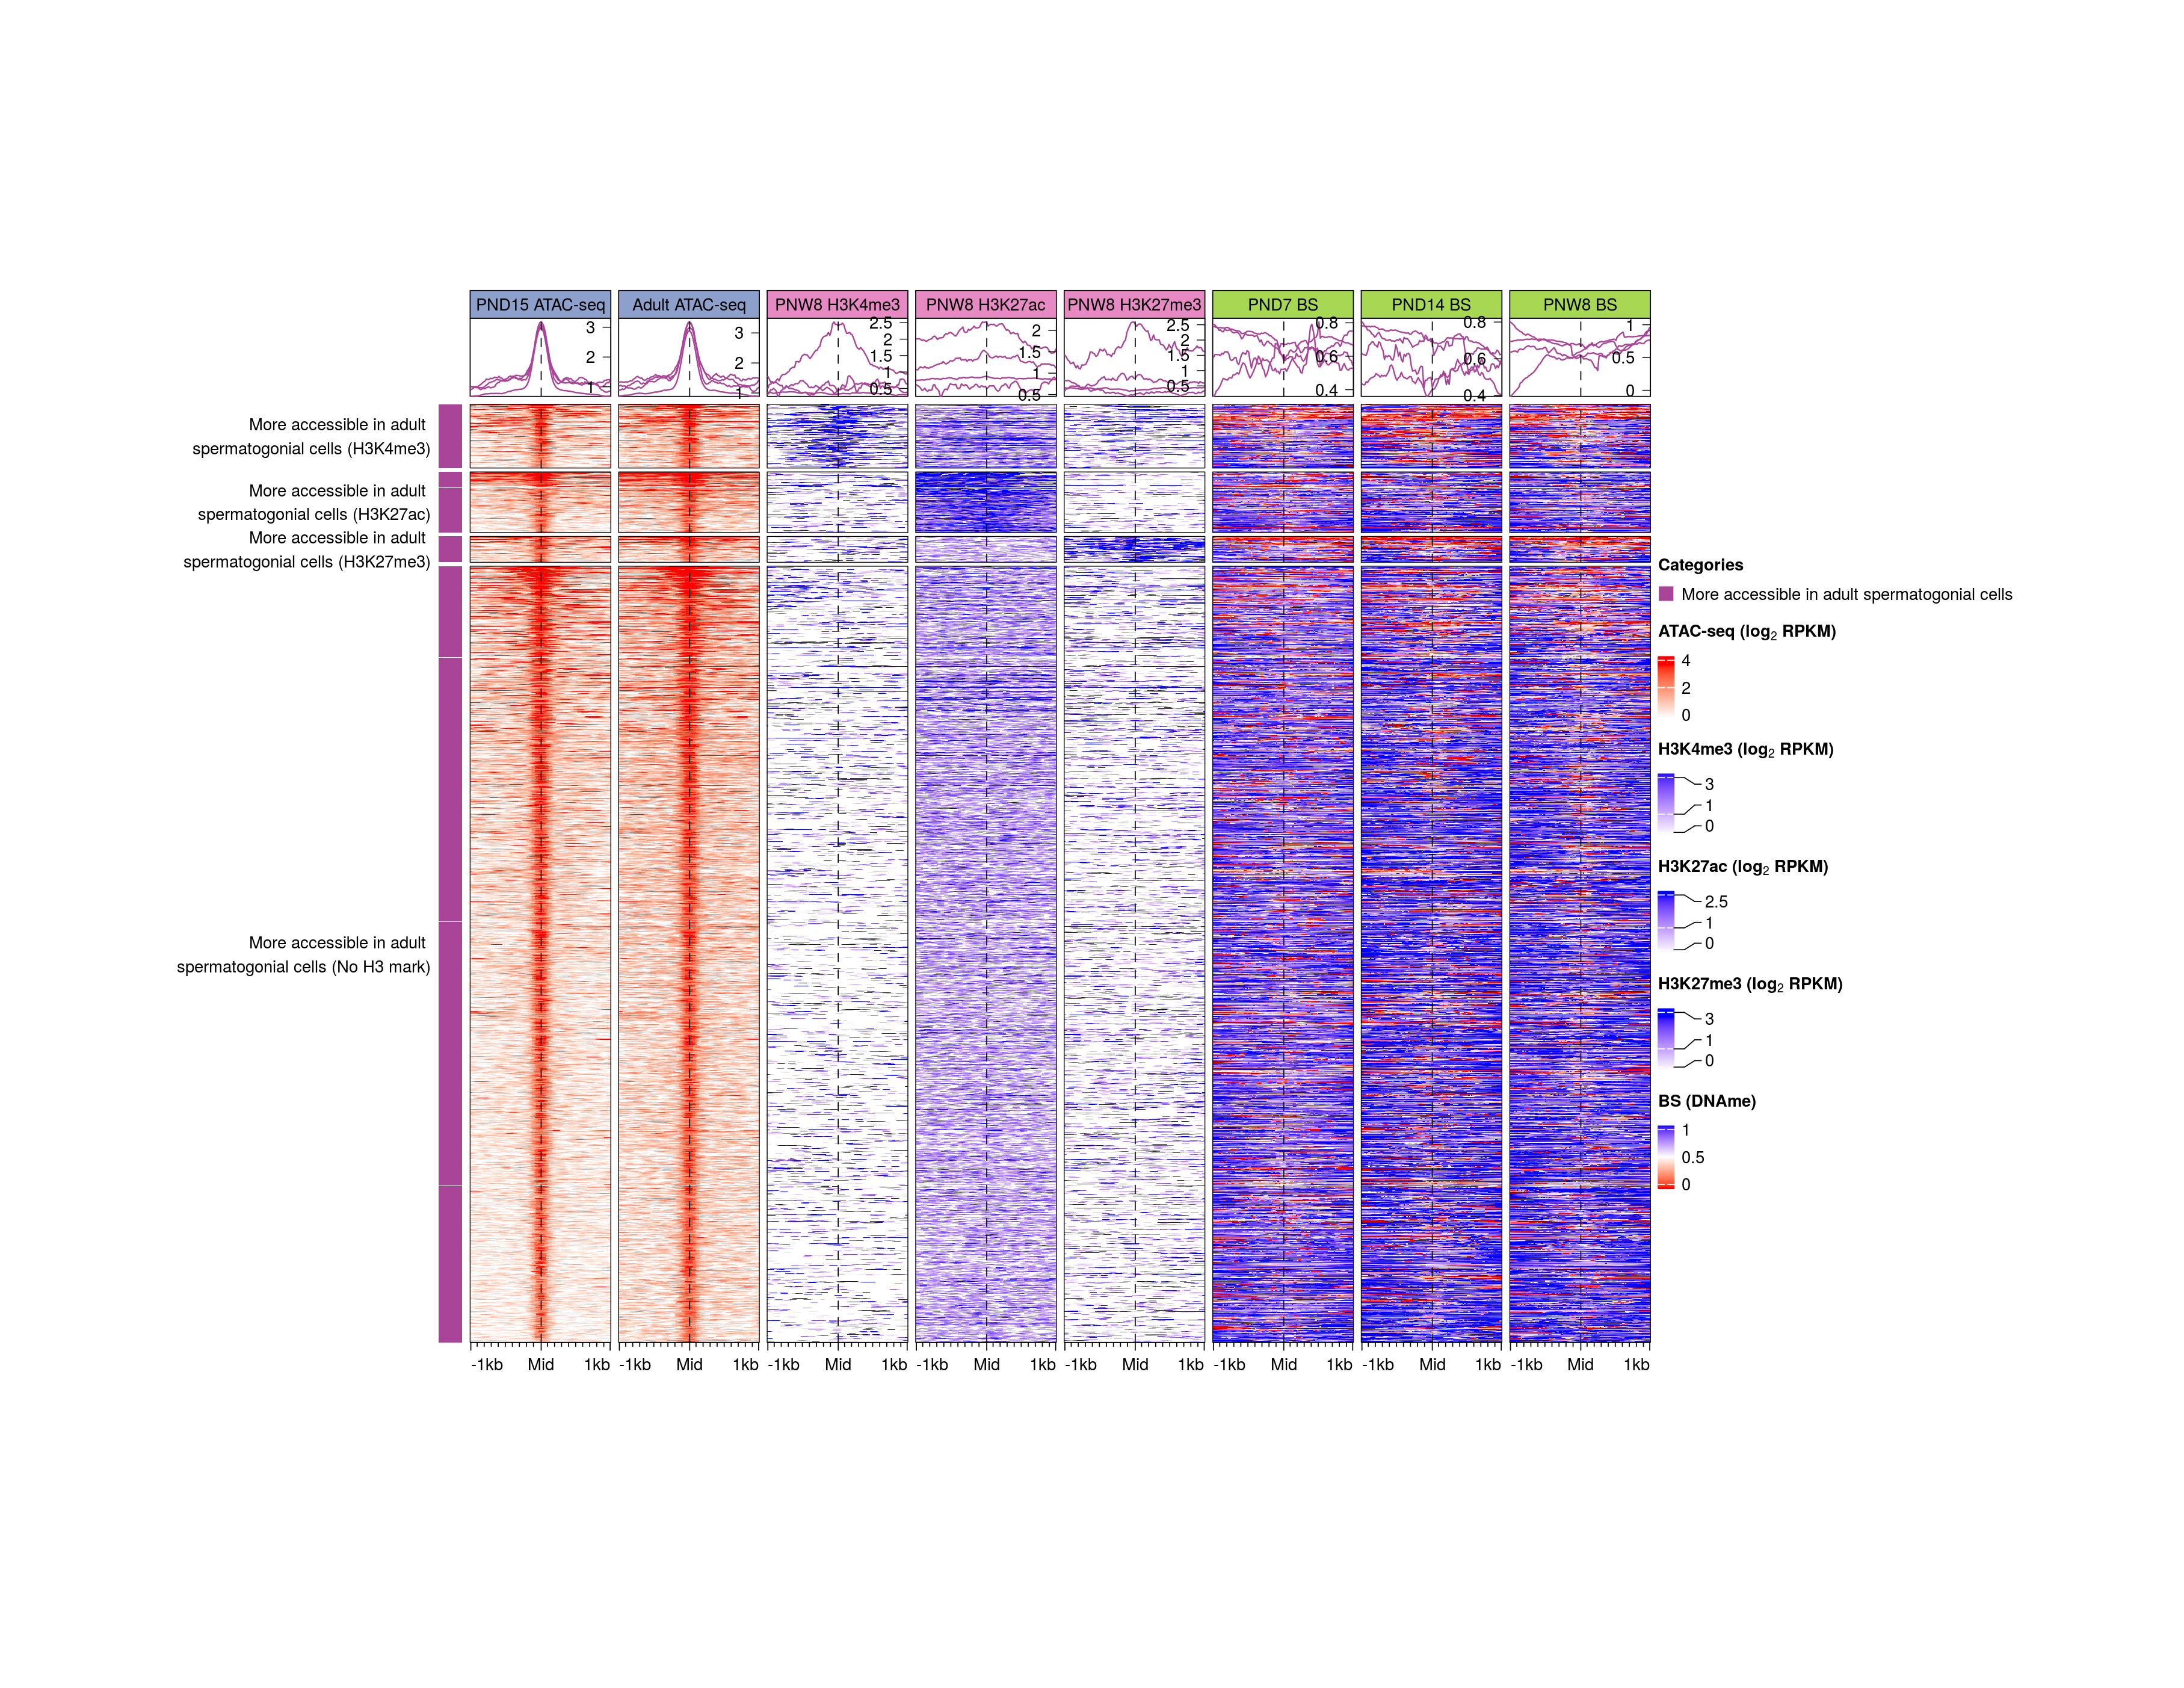 PND15 ATAC-seq
Adult ATAC-seq
PNW8 H3K4me3
PNW8 H3K27ac
PNW8 H3K27me3
PND7 BS
PND14 BS
PNW8 BS
3
2
1
3
2
1
2.5
2
1.5
1
0.5
2
1.5
1
0.5
2.5
2
1.5
1
0.5
0.8
0.6
0.4
0.8
0.6
0.4
1
0.5
0
More accessible in adult
spermatogonial cells (H3K4me3)
More accessible in adult
spermatogonial cells (H3K27ac)
More accessible in adult
spermatogonial cells (H3K27me3)
More accessible in adult
spermatogonial cells (No H3 mark)
-1kb Mid 1kb
-1kb Mid 1kb
-1kb Mid 1kb
-1kb Mid 1kb
-1kb Mid 1kb
-1kb Mid 1kb
-1kb Mid 1kb
-1kb Mid 1kb
Categories
More accessible in adult spermatogonial cells
ATAC-seq (log₂ RPKM)
4
2
0
H3K4me3 (log₂ RPKM)
3
1
0
H3K27ac (log₂ RPKM)
2.5
1
0
H3K27me3 (log₂ RPKM)
3
1
0
BS (DNAme)
1
0.5
0